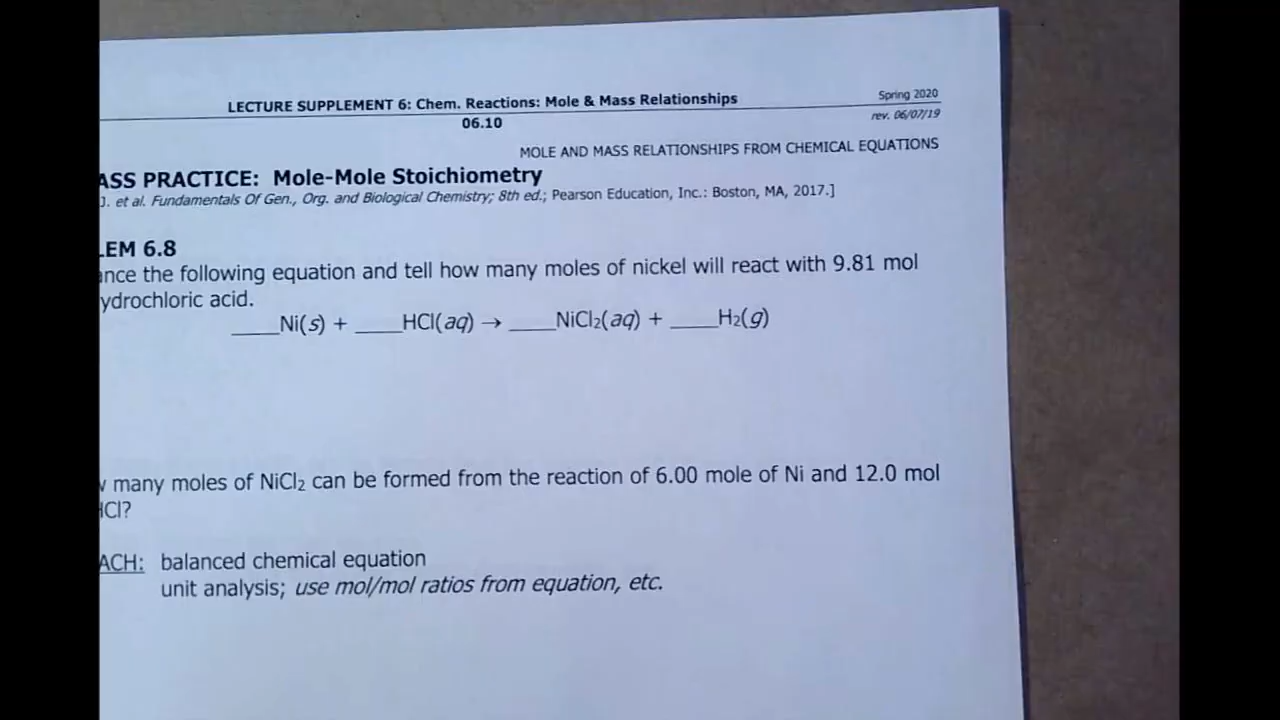 LECTURE SUPPLEMENT 6: Chem. Reactions: Mole & Mass Relationships
Spring 2020
06.10
rev. 06/07/19
MOLE AND MASS RELATIONSHIPS FROM CHEMICAL EQUATIONS
ASS PRACTICE: Mole-Mole Stoichiometry
J. et al. Fundamentals Of Gen., Org. and Biological Chemistry; 8th ed.; Pearson Education, Inc.: Boston, MA, 2017.]
LEM 6.8
ance the following equation and tell how many moles of nickel will react with 9.81 mol
ydrochloric acid.
____Ni(s) + ____HCl(aq) → ____NiCl₂(aq) + ____H₂(g)
w many moles of NiCl₂ can be formed from the reaction of 6.00 mole of Ni and 12.0 mol
HCl?
ACH: balanced chemical equation
unit analysis; use mol/mol ratios from equation, etc.